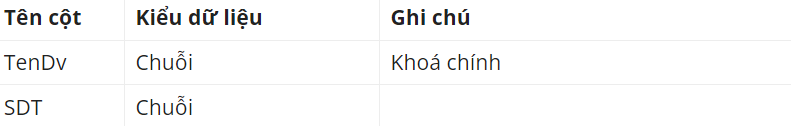 Tên cột Kiểu dữ liệu Ghi chú
TenDv Chuỗi Khoá chính
SDT Chuỗi